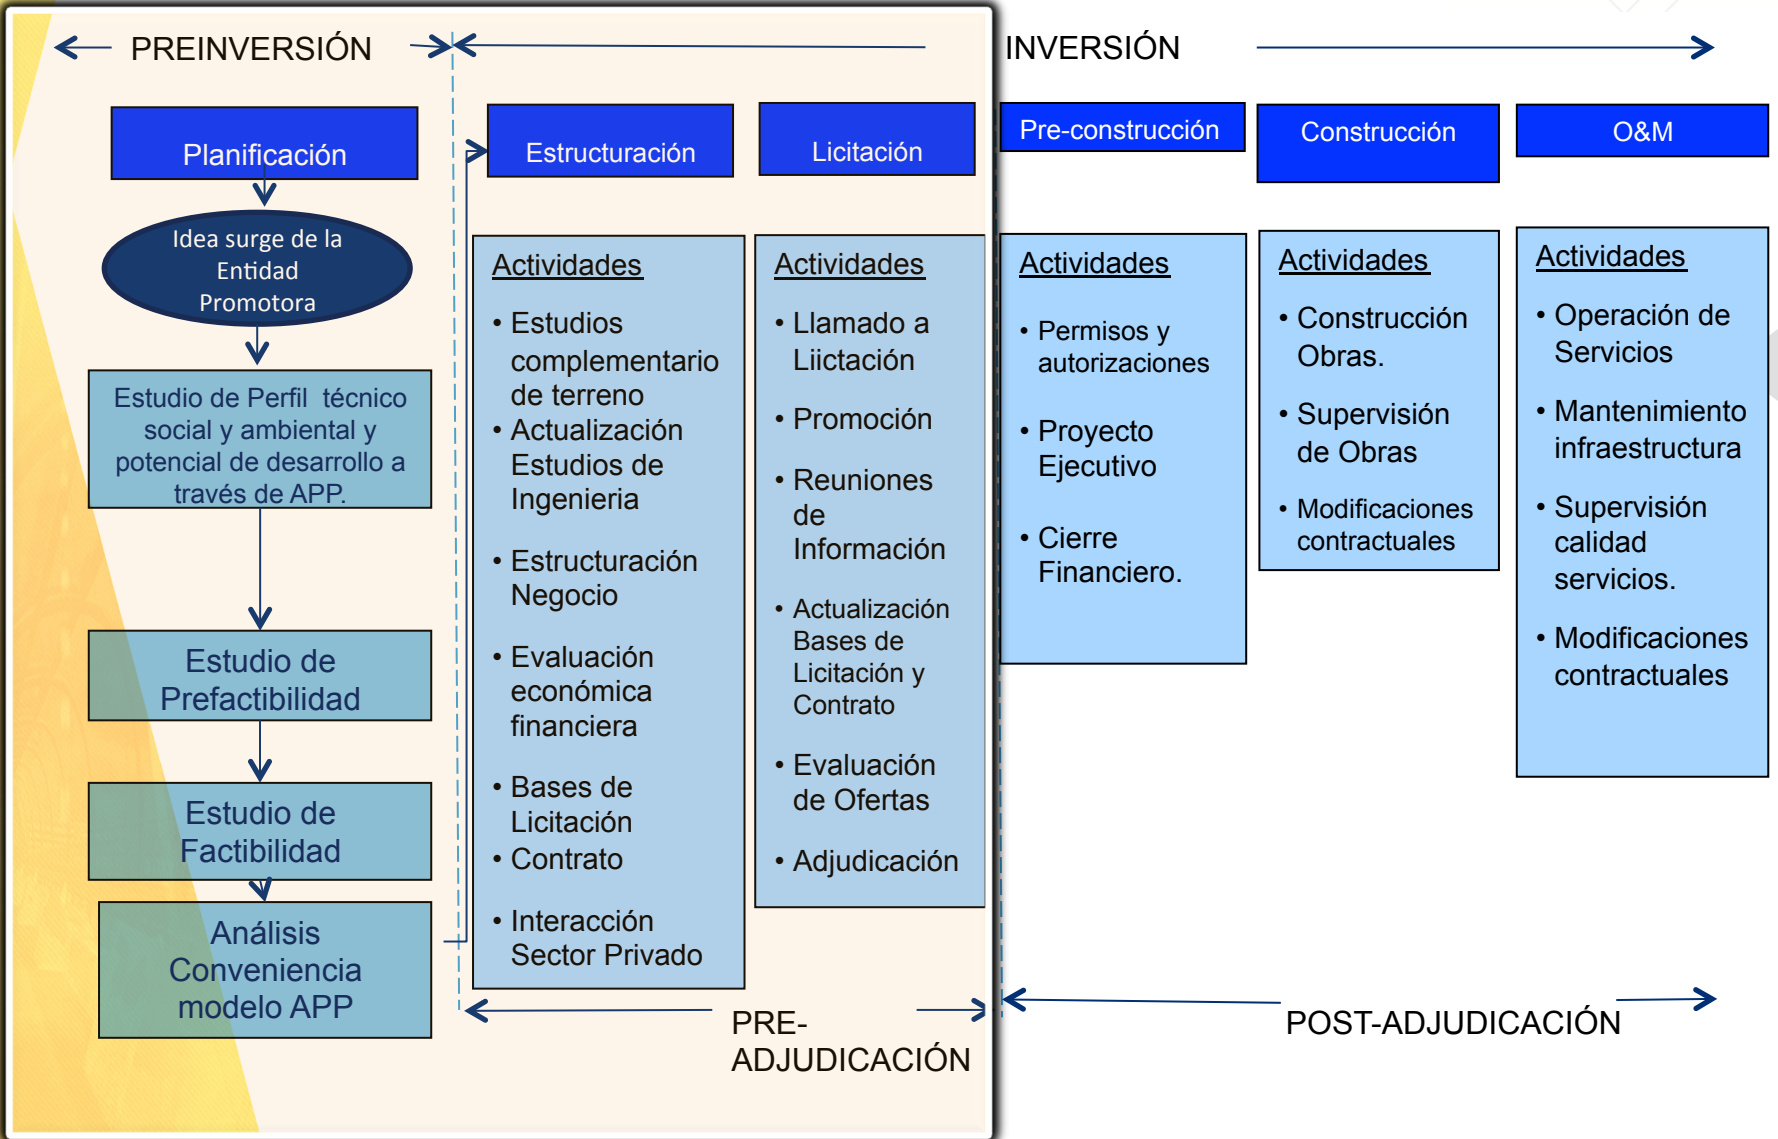 PREINVERSIÓN
INVERSIÓN
Planificación
Idea surge de la
Entidad
Promotora
Estudio de Perfil técnico
social y ambiental y
potencial de desarrollo a
través de APP.
Estudio de
Prefactibilidad
Estudio de
Factibilidad
Análisis
Conveniencia
modelo APP
Estructuración
Actividades
• Estudios
complementario
de terreno
• Actualización
Estudios de
Ingenieria
• Estructuración
Negocio
• Evaluación
económica
financiera
• Bases de
Licitación
• Contrato
• Interacción
Sector Privado
Licitación
Actividades
• Llamado a
Liictación
• Promoción
• Reuniones
de
Información
• Actualización
Bases de
Licitación y
Contrato
• Evaluación
de Ofertas
• Adjudicación
Pre-construcción
Actividades
• Permisos y
autorizaciones
• Proyecto
Ejecutivo
• Cierre
Financiero.
Construcción
Actividades
• Construcción
Obras.
• Supervisión
de Obras
• Modificaciones
contractuales
O&M
Actividades
• Operación de
Servicios
• Mantenimiento
infraestructura
• Supervisión
calidad
servicios.
• Modificaciones
contractuales
PRE-
ADJUDICACIÓN
POST-ADJUDICACIÓN